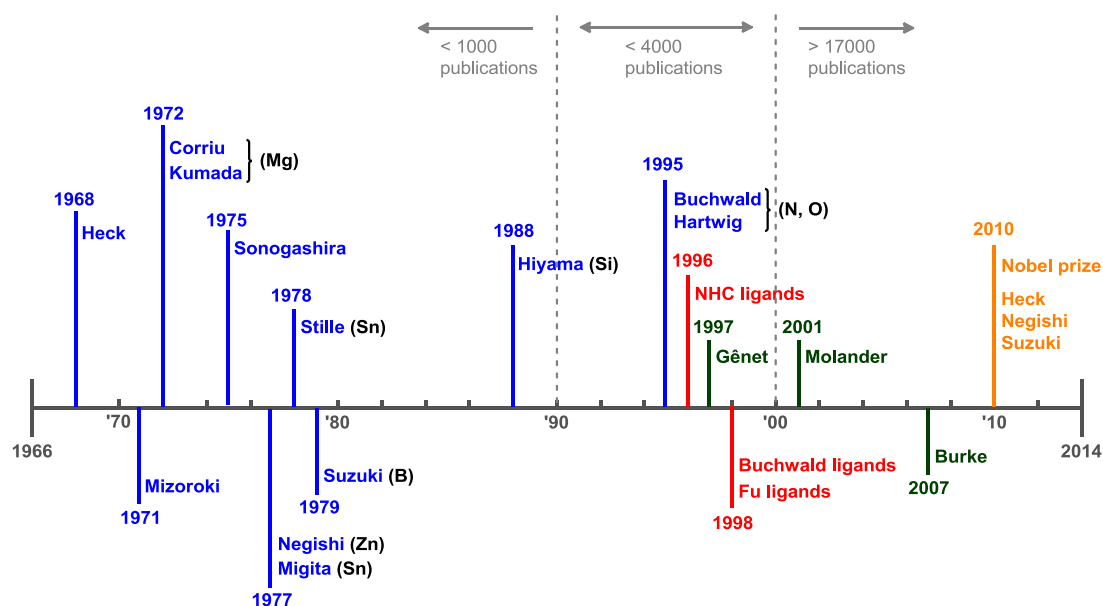 < 1000
publications
< 4000
publications
> 17000
publications
1972
Corriu
Kumada
(Mg)
1968
Heck
1975
Sonogashira
1978
Stille (Sn)
1988
Hiyama (Si)
1995
Buchwald
Hartwig
(N, O)
1996
NHC ligands
1997
Gênet
2001
Molander
2010
Nobel prize
Heck
Negishi
Suzuki
1966
'70
'80
'90
'00
'10
2014
Mizoroki
1971
Suzuki (B)
1979
Negishi (Zn)
Migita (Sn)
1977
Buchwald ligands
Fu ligands
1998
Burke
2007